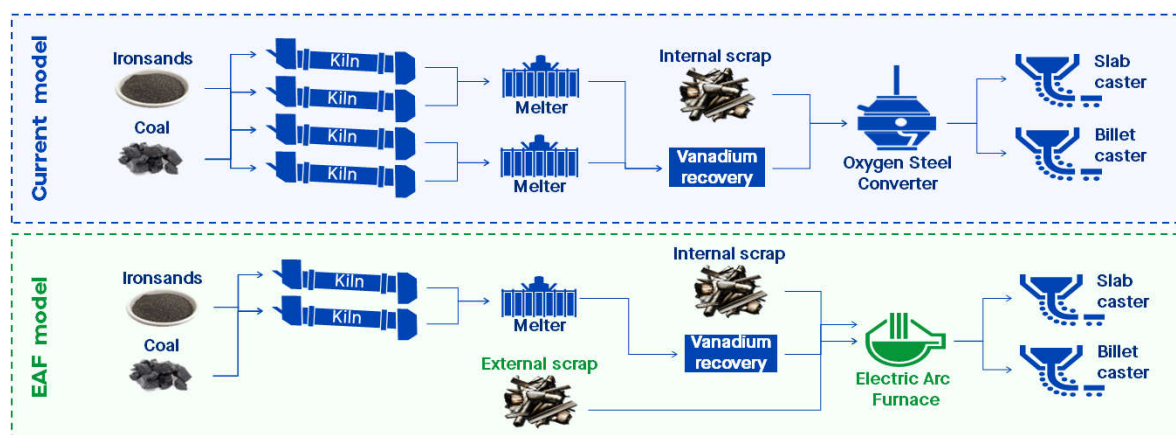 Current model
Ironsands
Coal
Kiln
Kiln
Kiln
Kiln
Melter
Melter
Internal scrap
Vanadium
recovery
Oxygen Steel
Converter
Slab
caster
Billet
caster
EAF model
Ironsands
Coal
Kiln
Kiln
Melter
External scrap
Internal scrap
Vanadium
recovery
Electric Arc
Furnace
Slab
caster
Billet
caster